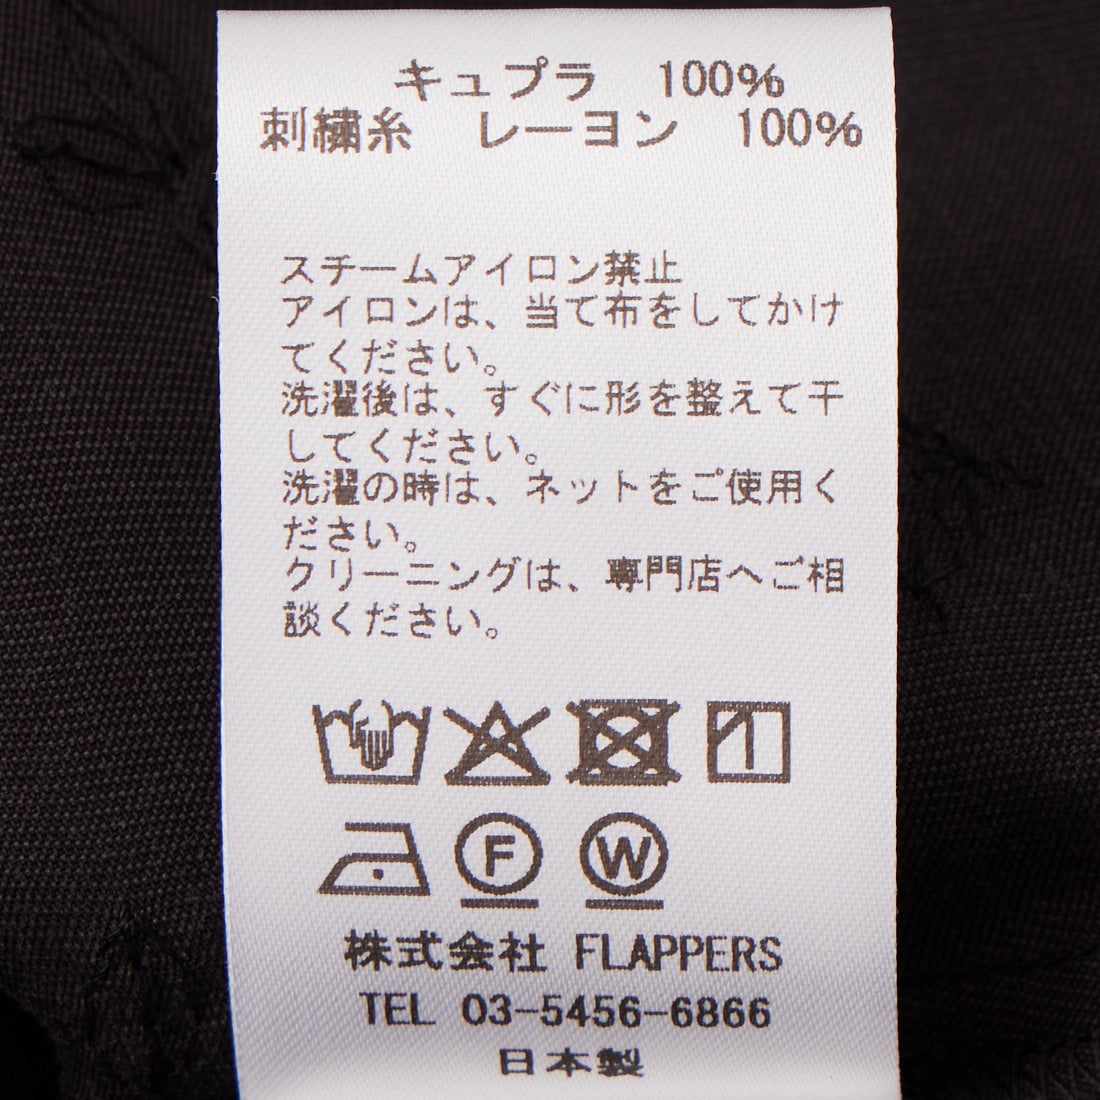 キュプラ 100%
刺繍糸 レーヨン 100%
スチームアイロン禁止
アイロンは、当て布をしてかけ
てください。
洗濯後は、すぐに形を整えて干
してください。
洗濯の時は、ネットをご使用く
ださい。
クリーニングは、専門店へご相
談ください。
F W
株式会社 FLAPPERS
TEL 03-5456-6866
日本製